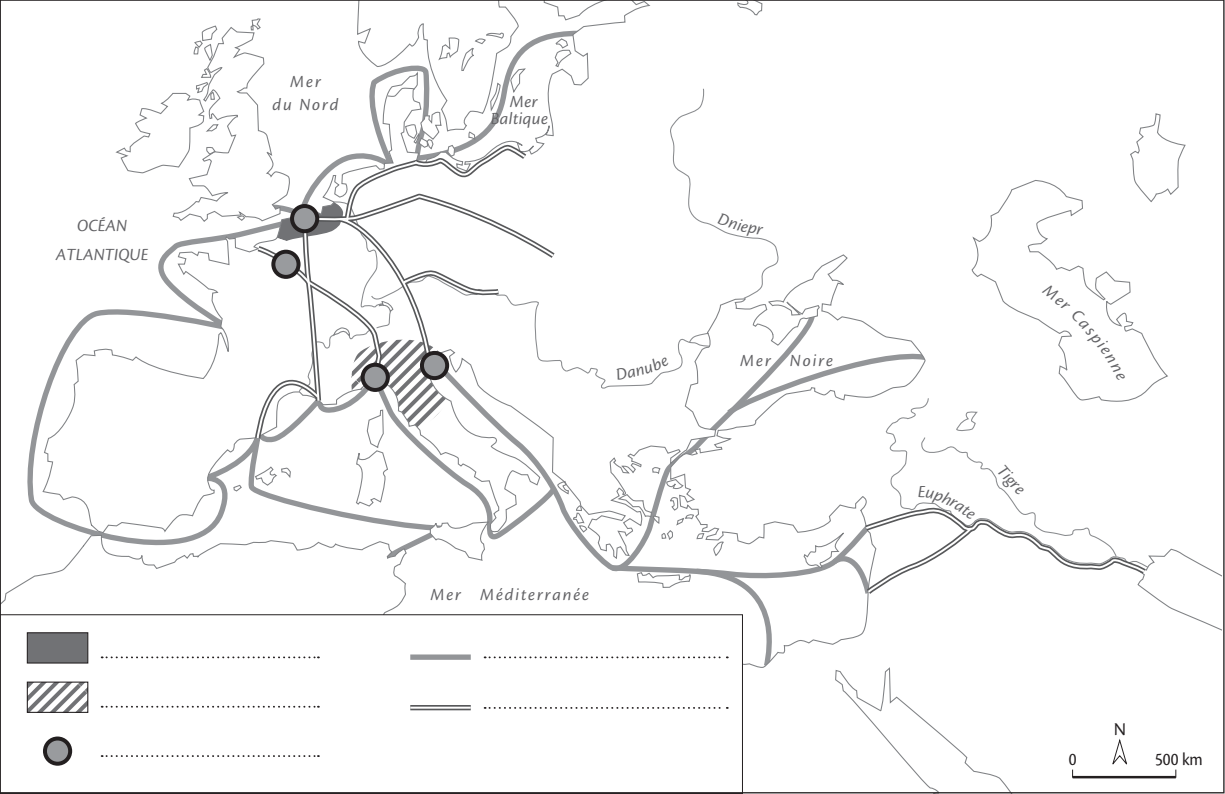 Mer
du Nord
Mer
Baltique
OCÉAN
ATLANTIQUE
Dniepr
Mer Caspienne
Danube
Mer Noire
Tigre
Euphrate
Mer Méditerranée
N
0 500 km